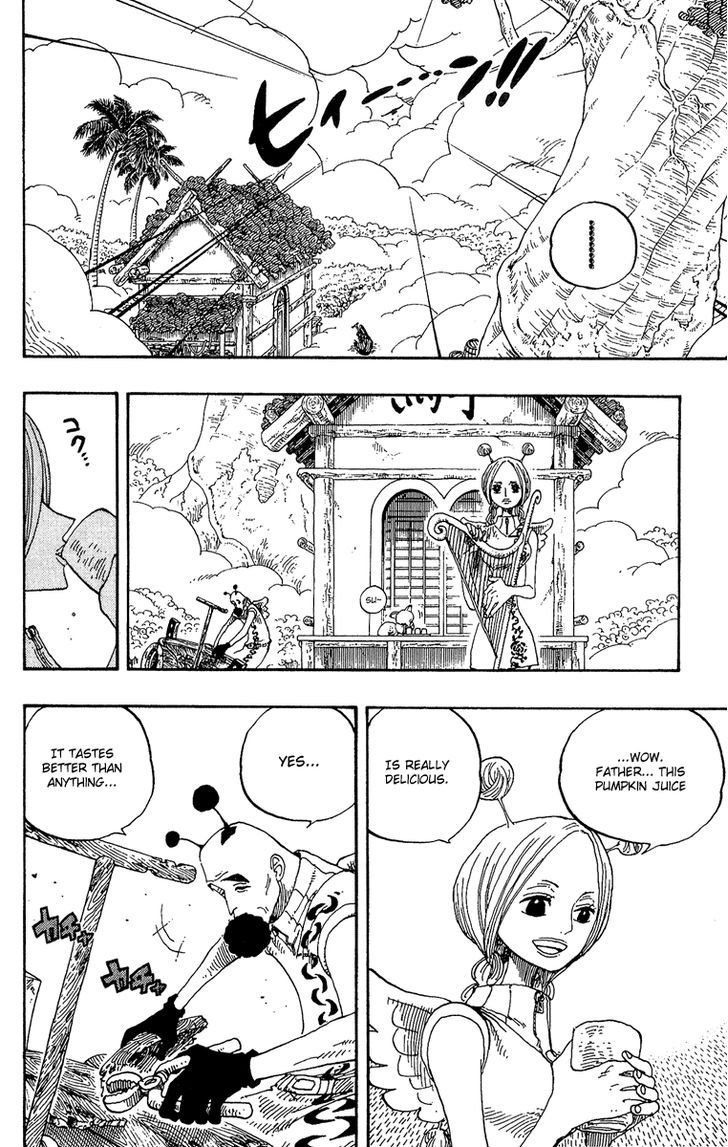 ヒィーーー!!
…………
SU~
コク…
...WOW.
FATHER... THIS
PUMPKIN JUICE
IS REALLY
DELICIOUS.
YES...
IT TASTES
BETTER THAN
ANYTHING...
カチャ
カチャ